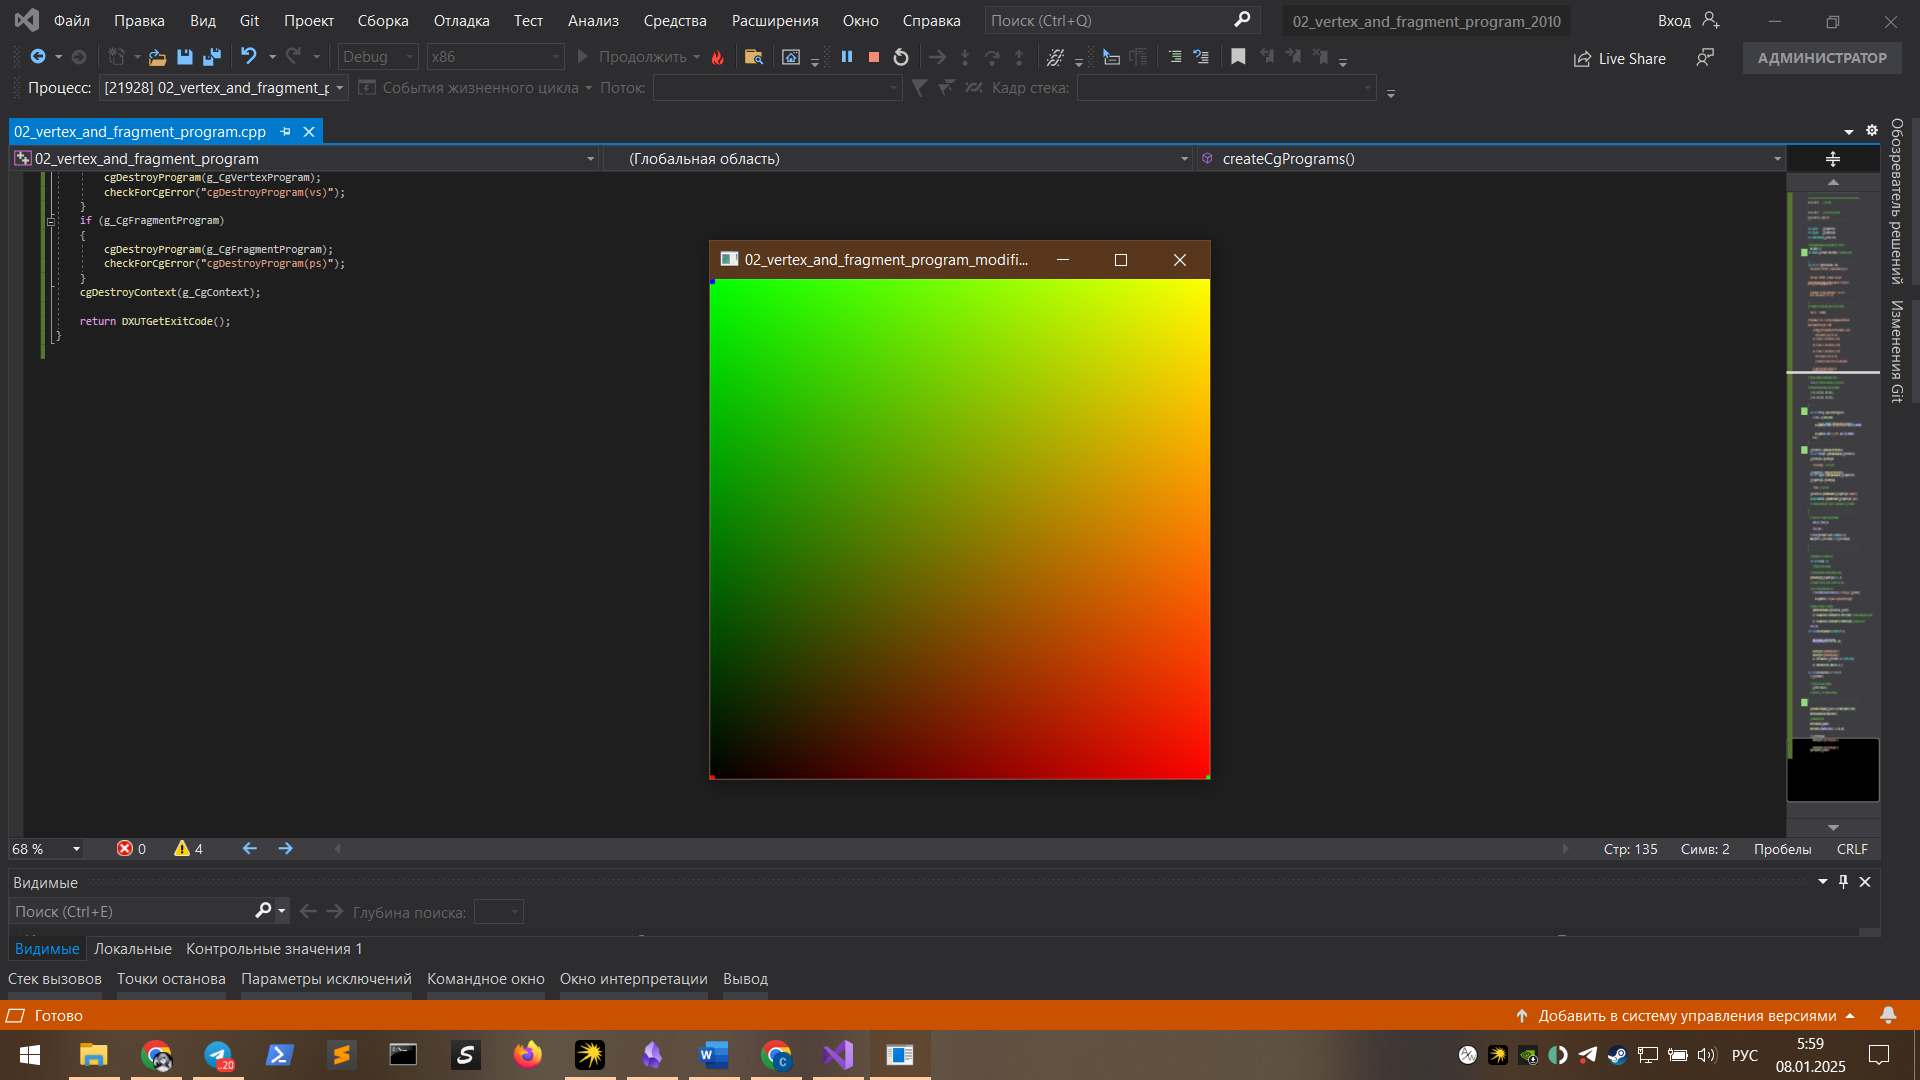 Файл Правка Вид Git Проект Сборка Отладка Тест Анализ Средства Расширения Окно Справка Поиск (Ctrl+Q) 02_vertex_and_fragment_program_2010 Вход
Debug x86 Продолжить Live Share АДМИНИСТРАТОР
Процесс: [21928] 02_vertex_and_fragment_p События жизненного цикла Поток: Кадр стека:
02_vertex_and_fragment_program.cpp
02_vertex_and_fragment_program (Глобальная область) createCgPrograms()
cgDestroyProgram(g_CgVertexProgram);
checkForCgError("cgDestroyProgram(vs)");
}
if (g_CgFragmentProgram)
{
cgDestroyProgram(g_CgFragmentProgram);
checkForCgError("cgDestroyProgram(ps)");
}
cgDestroyContext(g_CgContext);
return DXUTGetExitCode();
}
02_vertex_and_fragment_program_modifi...
Обозреватель решений
Изменения Git
68 % 0 4 Стр: 135 Симв: 2 Пробелы CRLF
Видимые
Поиск (Ctrl+E) Глубина поиска:
Видимые Локальные Контрольные значения 1
Стек вызовов Точки останова Параметры исключений Командное окно Окно интерпретации Вывод
Готово Добавить в систему управления версиями
..20 РУС 5:59
08.01.2025